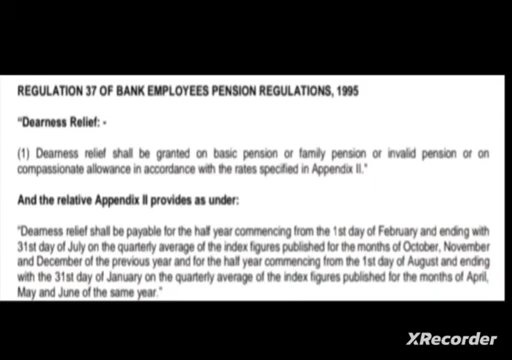 REGULATION 37 OF BANK EMPLOYEES PENSION REGULATIONS, 1995
"Dearness Relief: -
(1) Dearness relief shall be granted on basic pension or family pension or invalid pension or on
compassionate allowance in accordance with the rates specified in Appendix II."
And the relative Appendix II provides as under:
"Dearness relief shall be payable for the half year commencing from the 1st day of February and ending with
31st day of July on the quarterly average of the index figures published for the months of October, November
and December of the previous year and for the half year commencing from the 1st day of August and ending
with the 31st day of January on the quarterly average of the index figures published for the months of April,
May and June of the same year."
XRecorder